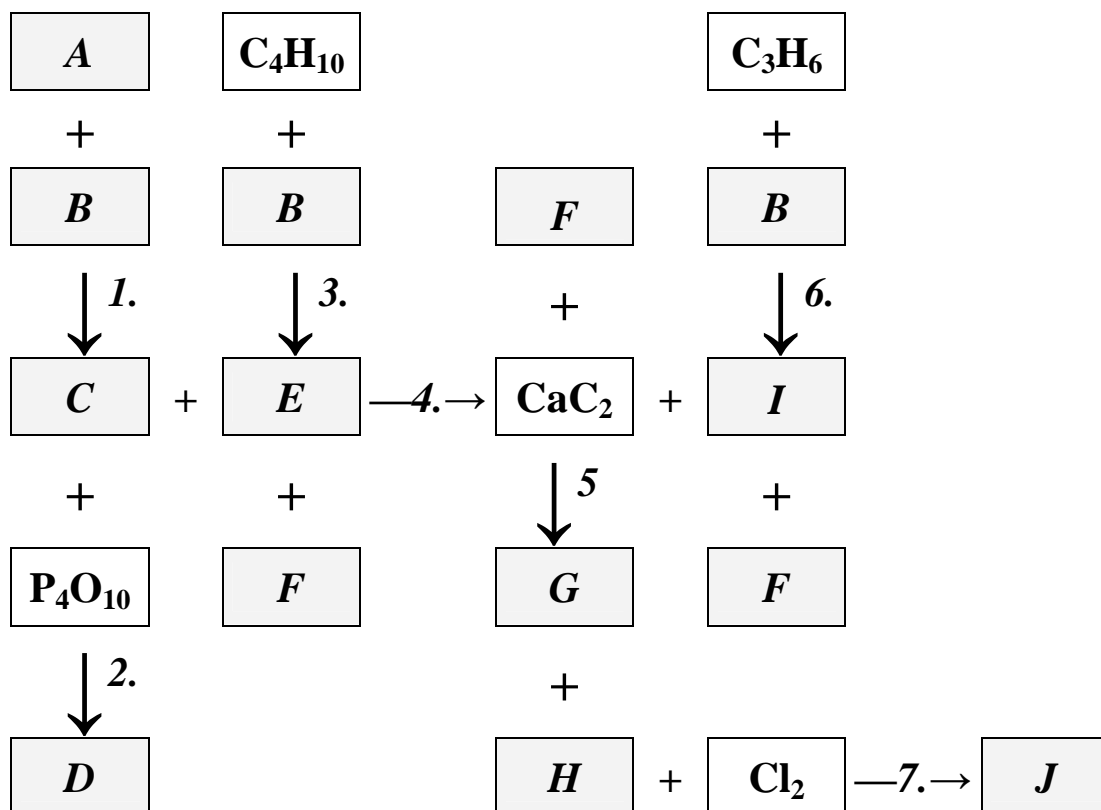 A C₄H₁₀ C₃H₆
+ + +
B B F B
1. 3. + 6.
C + E —4.→ CaC₂ + I
+ + 5 +
P₄O₁₀ F G F
2. +
D H + Cl₂ —7.→ J